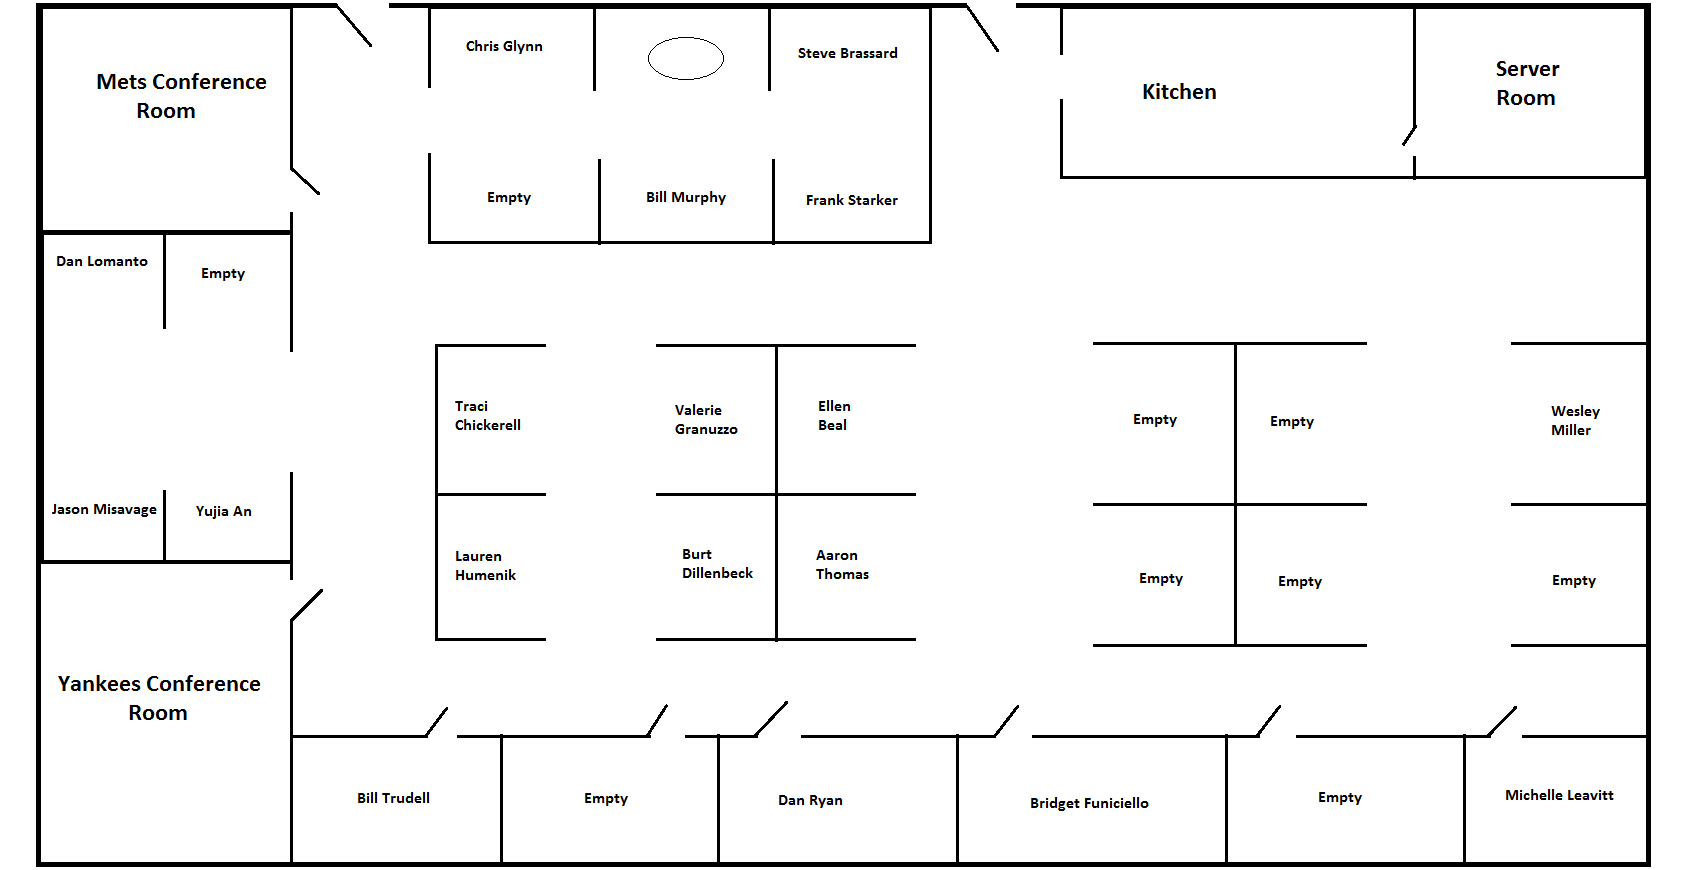 Chris Glynn
Steve Brassard
Mets Conference
Room
Kitchen
Server
Room
Empty
Bill Murphy
Frank Starker
Dan Lomanto
Empty
Traci
Chickerell
Valerie
Granuzzo
Ellen
Beal
Empty
Empty
Wesley
Miller
Jason Misavage
Yujia An
Lauren
Humenik
Burt
Dillenbeck
Aaron
Thomas
Empty
Empty
Empty
Yankees Conference
Room
Bill Trudell
Empty
Dan Ryan
Bridget Funiciello
Empty
Michelle Leavitt